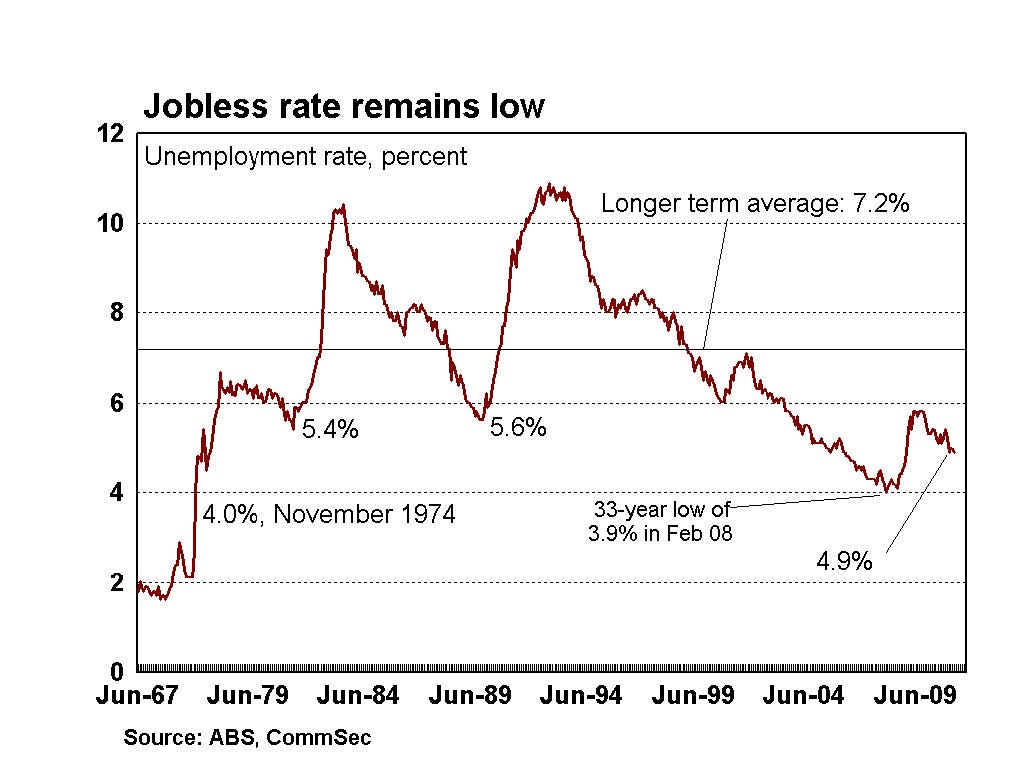 Jobless rate remains low
12
Unemployment rate, percent
Longer term average: 7.2%
10
8
6
5.4%
5.6%
4
4.0%, November 1974
33-year low of
3.9% in Feb 08
4.9%
2
0
Jun-67 Jun-79 Jun-84 Jun-89 Jun-94 Jun-99 Jun-04 Jun-09
Source: ABS, CommSec